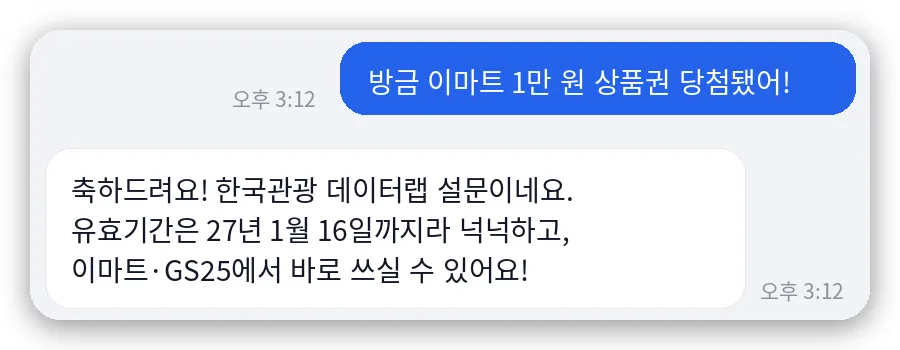 방금 이마트 1만 원 상품권 당첨됐어!
오후 3:12
축하드려요! 한국관광 데이터랩 설문이네요.
유효기간은 27년 1월 16일까지라 넉넉하고,
이마트·GS25에서 바로 쓰실 수 있어요!
오후 3:12